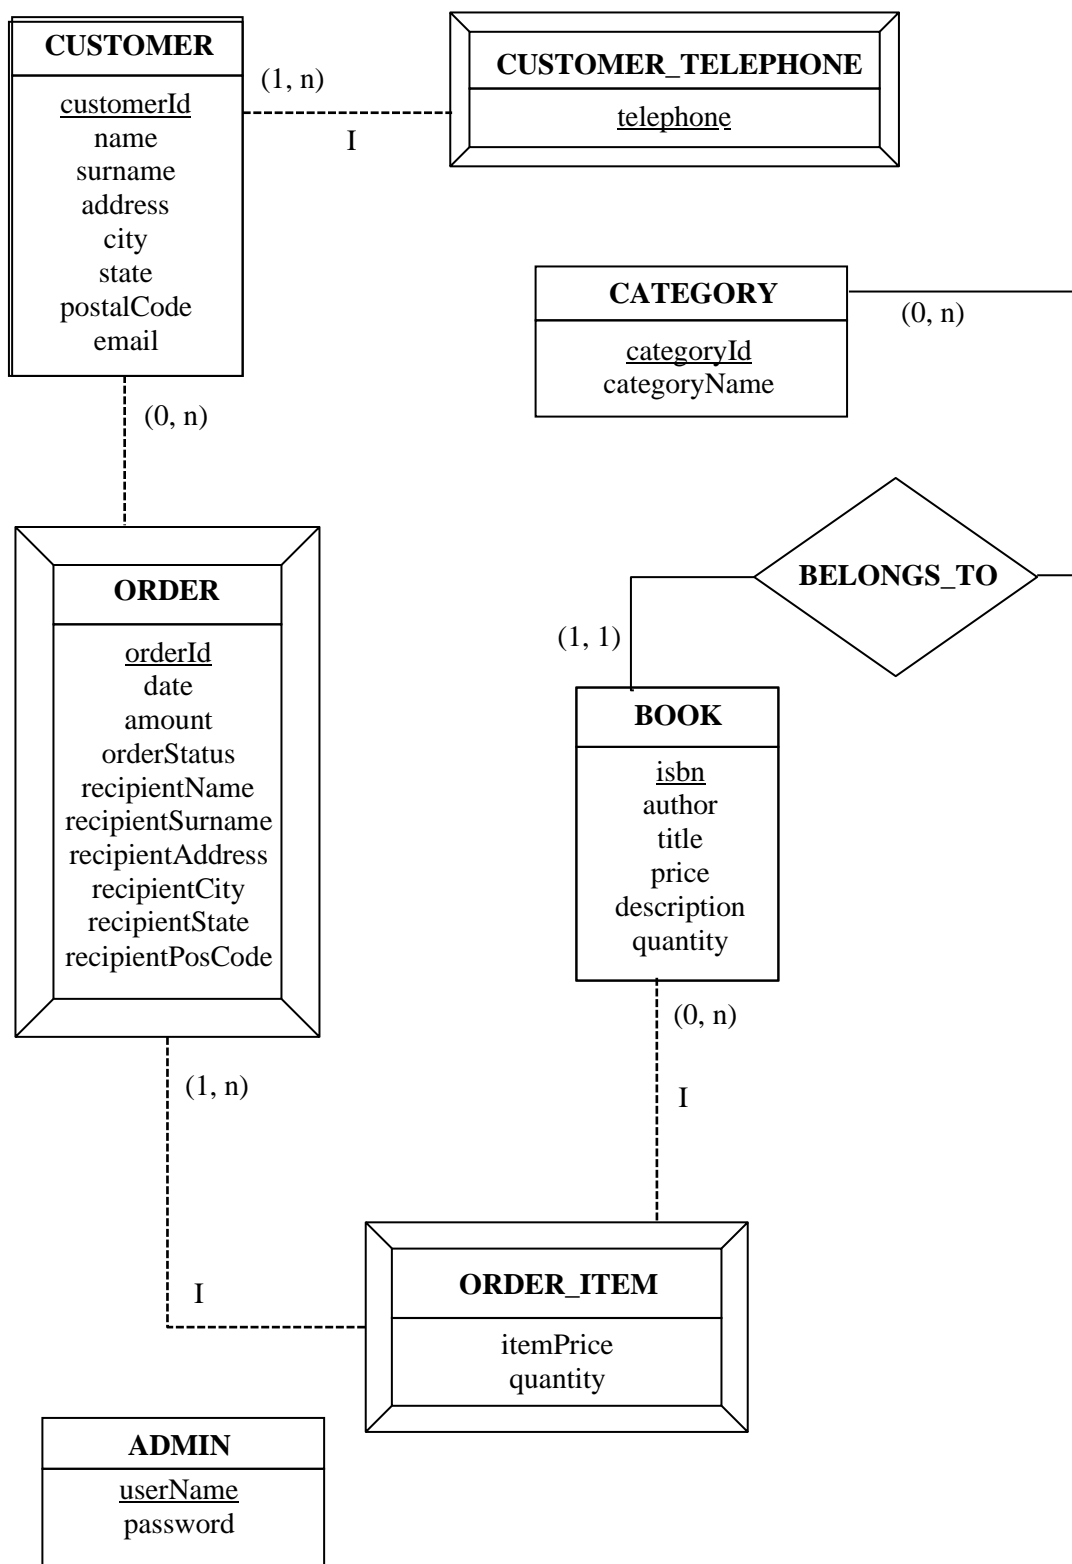 CUSTOMER
customerId
name
surname
address
city
state
postalCode
email
(1, n)
I
CUSTOMER_TELEPHONE
telephone
CATEGORY
categoryId
categoryName
(0, n)
(0, n)
ORDER
orderId
date
amount
orderStatus
recipientName
recipientSurname
recipientAddress
recipientCity
recipientState
recipientPosCode
BELONGS_TO
(1, 1)
BOOK
isbn
author
title
price
description
quantity
(0, n)
I
(1, n)
I
ORDER_ITEM
itemPrice
quantity
ADMIN
userName
password